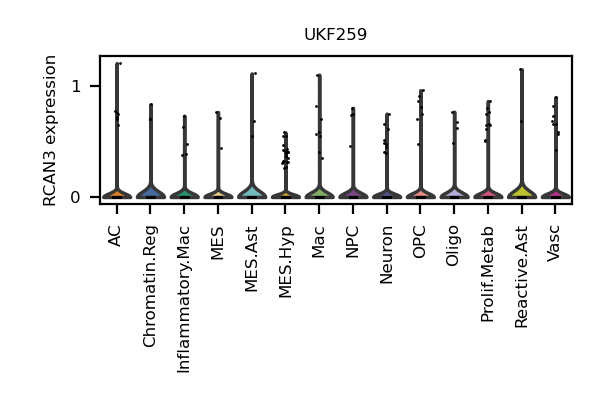 UKF259
RCAN3 expression
1
0
AC
Chromatin.Reg
Inflammatory.Mac
MES
MES.Ast
MES.Hyp
Mac
NPC
Neuron
OPC
Oligo
Prolif.Metab
Reactive.Ast
Vasc